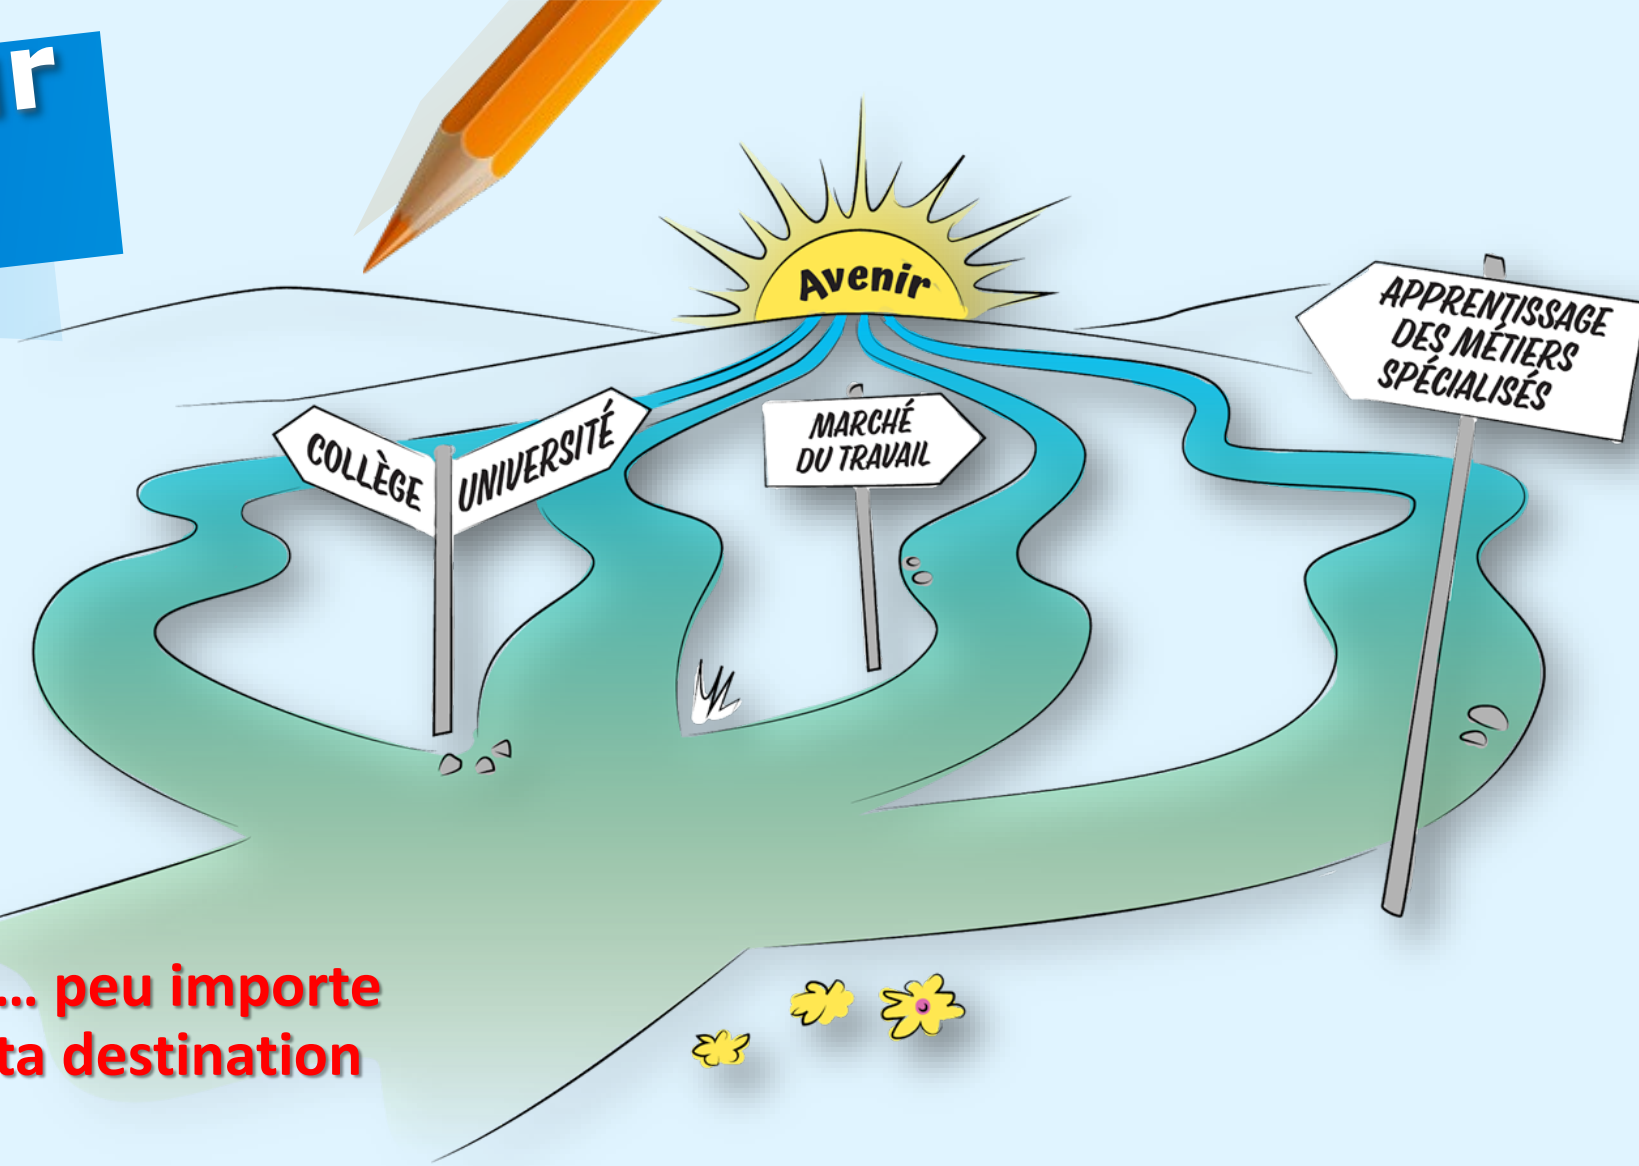 Avenir
APPRENTISSAGE
DES MÉTIERS
SPÉCIALISÉS
COLLÈGE
UNIVERSITÉ
MARCHÉ
DU TRAVAIL
... peu importe
ta destination